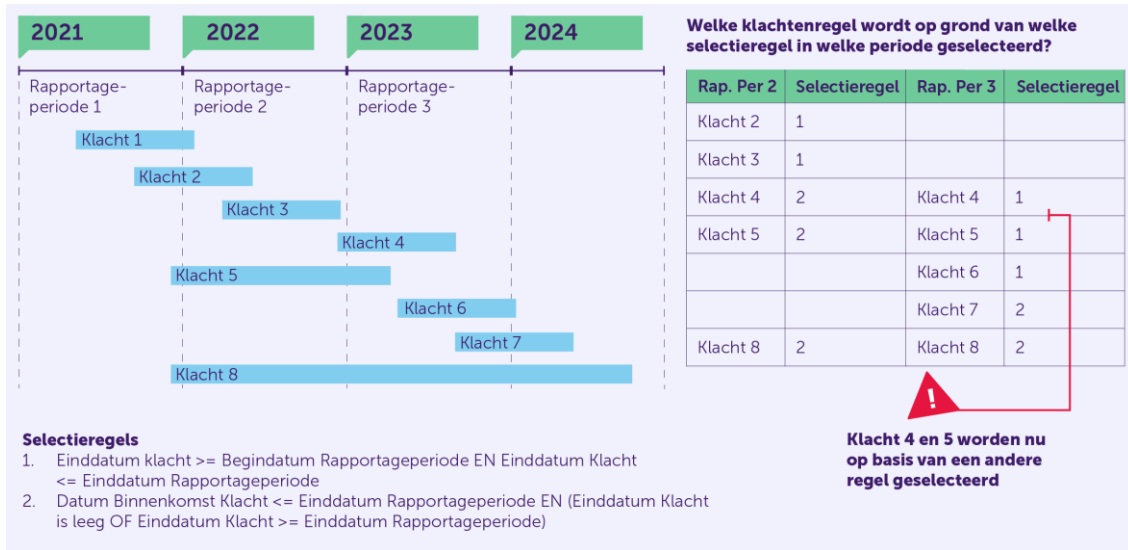 2021
2022
2023
2024
Rapportage-
periode 1
Rapportage-
periode 2
Rapportage-
periode 3
Klacht 1
Klacht 2
Klacht 3
Klacht 4
Klacht 5
Klacht 6
Klacht 7
Klacht 8
Selectieregels
1. Einddatum klacht >= Begindatum Rapportageperiode EN Einddatum Klacht
<= Einddatum Rapportageperiode
2. Datum Binnenkomst Klacht <= Einddatum Rapportageperiode EN (Einddatum Klacht
is leeg OF Einddatum Klacht >= Einddatum Rapportageperiode)
Welke klachtenregel wordt op grond van welke
selectieregel in welke periode geselecteerd?
Rap. Per 2 Selectieregel Rap. Per 3 Selectieregel
Klacht 2 1
Klacht 3 1
Klacht 4 2 Klacht 4 1
Klacht 5 2 Klacht 5 1
Klacht 6 1
Klacht 7 2
Klacht 8 2 Klacht 8 2
!
Klacht 4 en 5 worden nu
op basis van een andere
regel geselecteerd